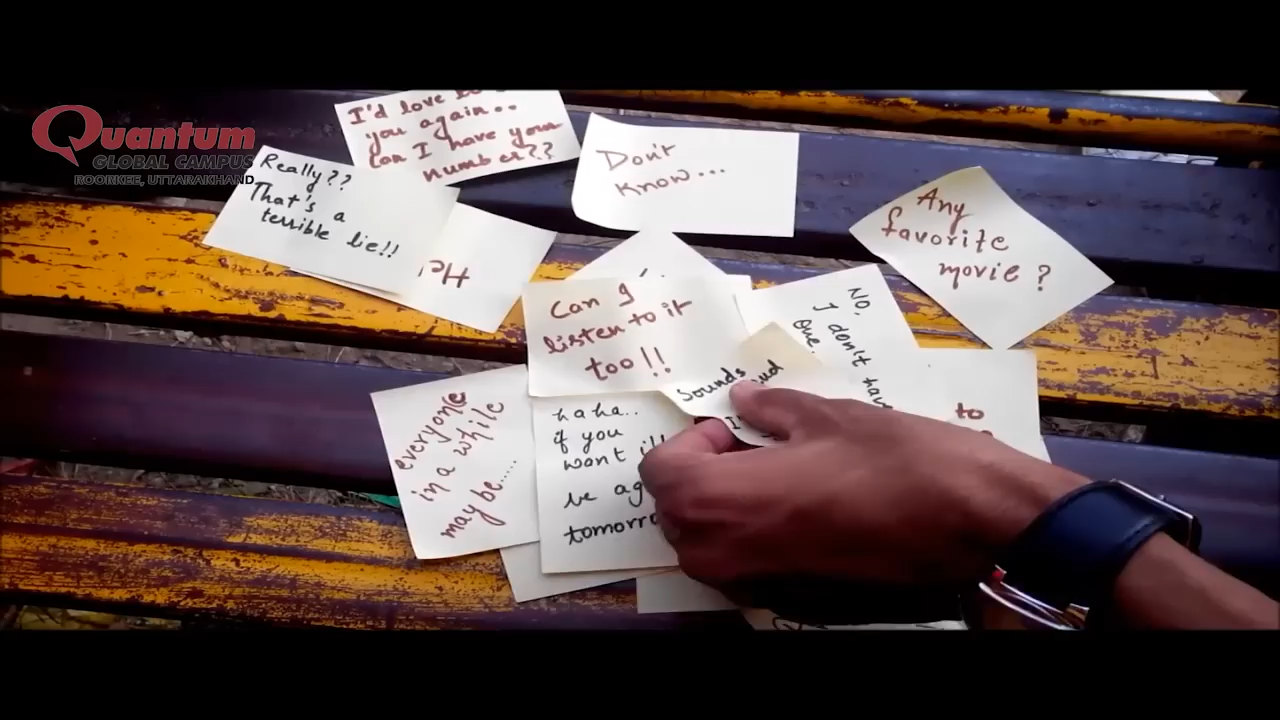 Quantum
GLOBAL CAMPUS
ROORKEE, UTTARAKHAND
I'd love
you again..
Can I have your
number??
Really??
That's a
terrible lie!!
Don't
know...
Any
favorite
movie?
Can I
listen to it
too!!
No,
I don't have
one.
Sounds
to
everyone
in a while
maybe.....
haha..
if you
be